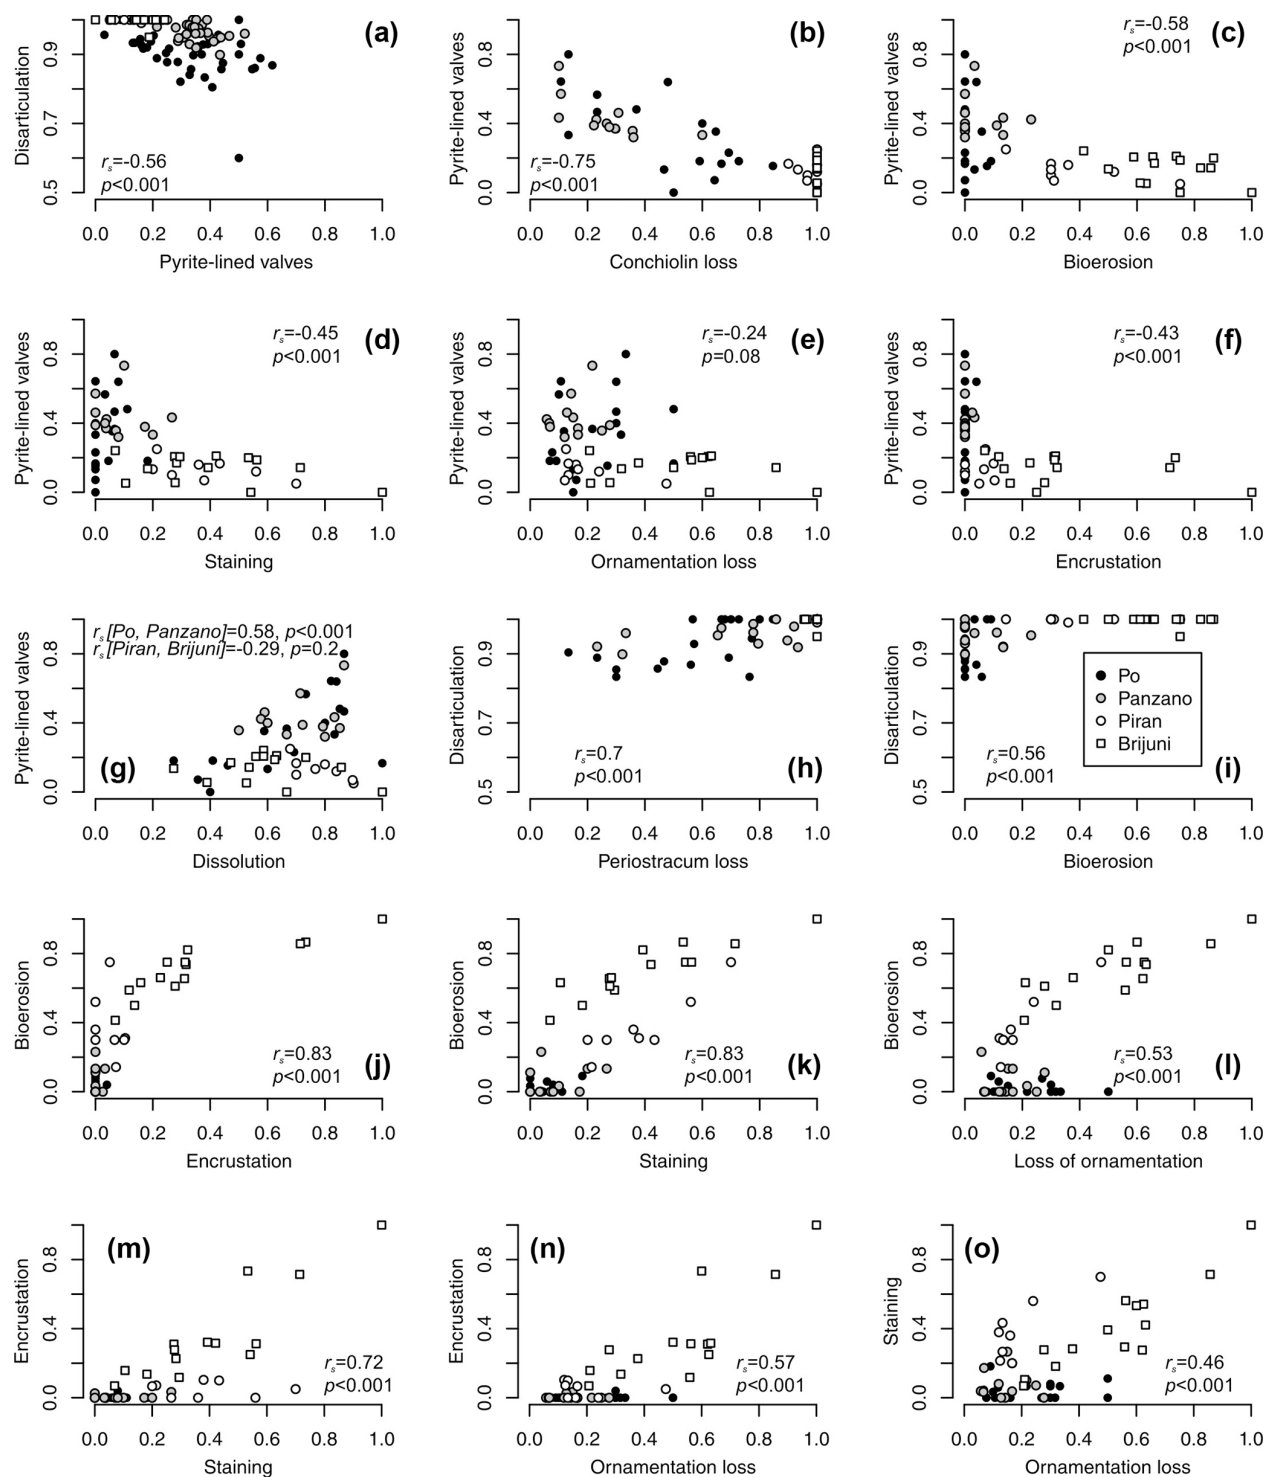 (a)
Disarticulation
0.5 0.7 0.9
rs=-0.56
p<0.001
0.0 0.2 0.4 0.6 0.8 1.0
Pyrite-lined valves
(b)
Pyrite-lined valves
0.0 0.4 0.8
rs=-0.75
p<0.001
0.0 0.2 0.4 0.6 0.8 1.0
Conchiolin loss
(c)
Pyrite-lined valves
0.0 0.4 0.8
rs=-0.58
p<0.001
0.0 0.2 0.4 0.6 0.8 1.0
Bioerosion
(d)
Pyrite-lined valves
0.0 0.4 0.8
rs=-0.45
p<0.001
0.0 0.2 0.4 0.6 0.8 1.0
Staining
(e)
Pyrite-lined valves
0.0 0.4 0.8
rs=-0.24
p=0.08
0.0 0.2 0.4 0.6 0.8 1.0
Ornamentation loss
(f)
Pyrite-lined valves
0.0 0.4 0.8
rs=-0.43
p<0.001
0.0 0.2 0.4 0.6 0.8 1.0
Encrustation
(g)
Pyrite-lined valves
0.0 0.4 0.8
rs[Po, Panzano]=0.58, p<0.001
rs[Piran, Brijuni]=-0.29, p=0.2
0.0 0.2 0.4 0.6 0.8 1.0
Dissolution
(h)
Disarticulation
0.5 0.7 0.9
rs=0.7
p<0.001
0.0 0.2 0.4 0.6 0.8 1.0
Periostracum loss
(i)
Disarticulation
0.5 0.7 0.9
Po
Panzano
Piran
Brijuni
rs=0.56
p<0.001
0.0 0.2 0.4 0.6 0.8 1.0
Bioerosion
(j)
Bioerosion
0.0 0.4 0.8
rs=0.83
p<0.001
0.0 0.2 0.4 0.6 0.8 1.0
Encrustation
(k)
Bioerosion
0.0 0.4 0.8
rs=0.83
p<0.001
0.0 0.2 0.4 0.6 0.8 1.0
Staining
(l)
Bioerosion
0.0 0.4 0.8
rs=0.53
p<0.001
0.0 0.2 0.4 0.6 0.8 1.0
Loss of ornamentation
(m)
Encrustation
0.0 0.4 0.8
rs=0.72
p<0.001
0.0 0.2 0.4 0.6 0.8 1.0
Staining
(n)
Encrustation
0.0 0.4 0.8
rs=0.57
p<0.001
0.0 0.2 0.4 0.6 0.8 1.0
Ornamentation loss
(o)
Staining
0.0 0.4 0.8
rs=0.46
p<0.001
0.0 0.2 0.4 0.6 0.8 1.0
Ornamentation loss